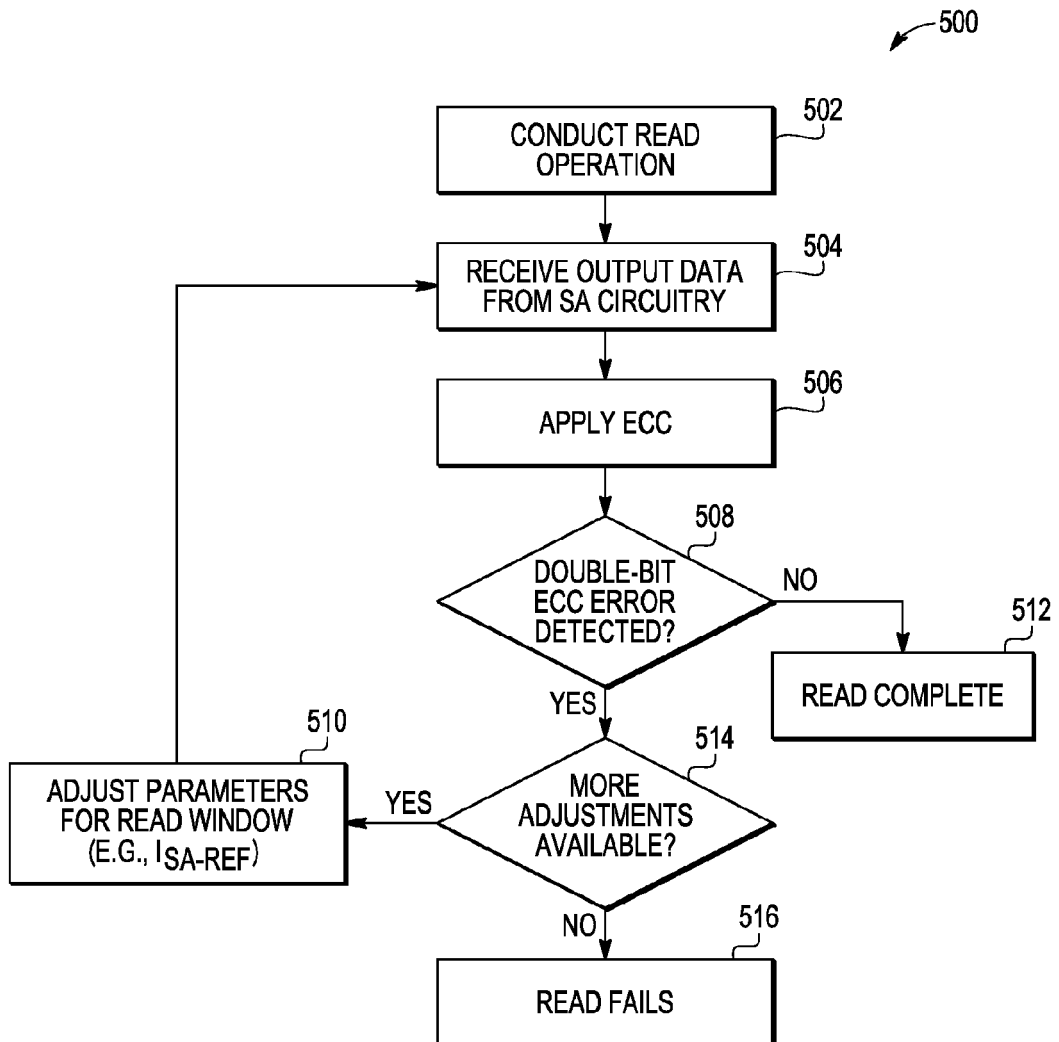 500
502
CONDUCT READ
OPERATION
504
RECEIVE OUTPUT DATA
FROM SA CIRCUITRY
506
APPLY ECC
508
DOUBLE-BIT
ECC ERROR
DETECTED?
NO
512
READ COMPLETE
YES
510
514
ADJUST PARAMETERS
FOR READ WINDOW
(E.G., ISA-REF)
YES
MORE
ADJUSTMENTS
AVAILABLE?
NO
516
READ FAILS